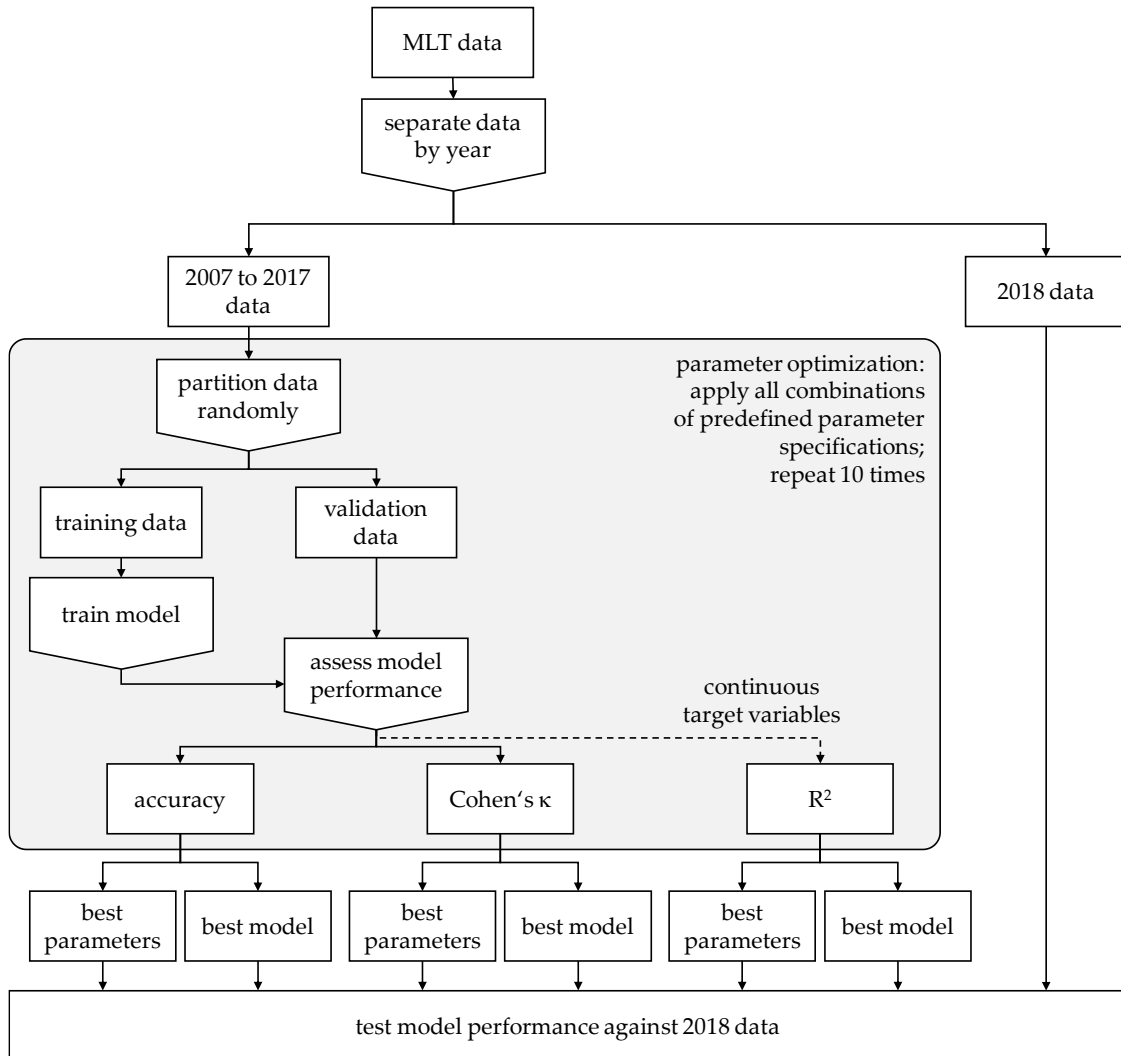 MLT data
separate data
by year
2007 to 2017
data
2018 data
partition data
randomly
parameter optimization:
apply all combinations
of predefined parameter
specifications;
repeat 10 times
training data
validation
data
train model
assess model
performance
continuous
target variables
accuracy
Cohen‘s κ
R²
best
parameters
best model
best
parameters
best model
best
parameters
best model
test model performance against 2018 data